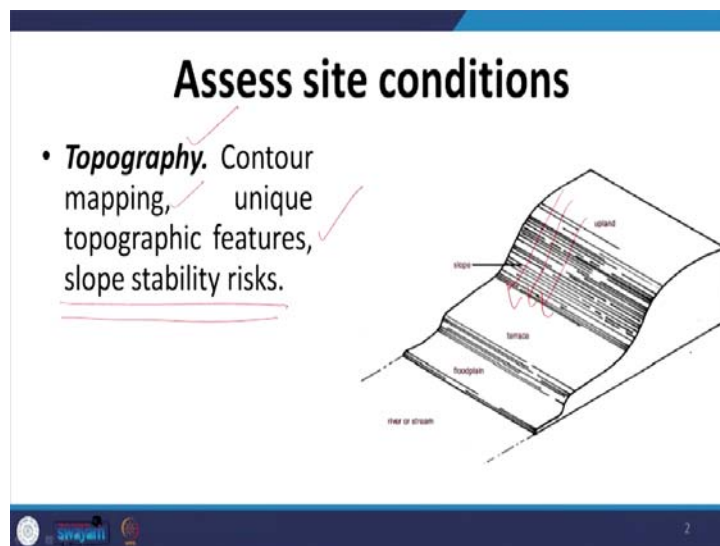 Assess site conditions
• Topography. Contour
mapping, unique
topographic features,
slope stability risks.
upland
slope
terrace
floodplain
river or stream
swayam
2